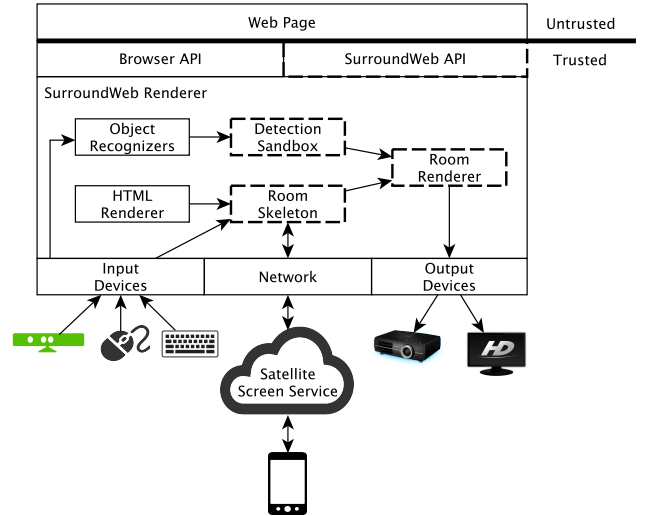 Web Page
Untrusted
Browser API
SurroundWeb API
Trusted
SurroundWeb Renderer
Object
Recognizers
Detection
Sandbox
Room
Renderer
HTML
Renderer
Room
Skeleton
Input
Devices
Network
Output
Devices
HD
Satellite
Screen Service